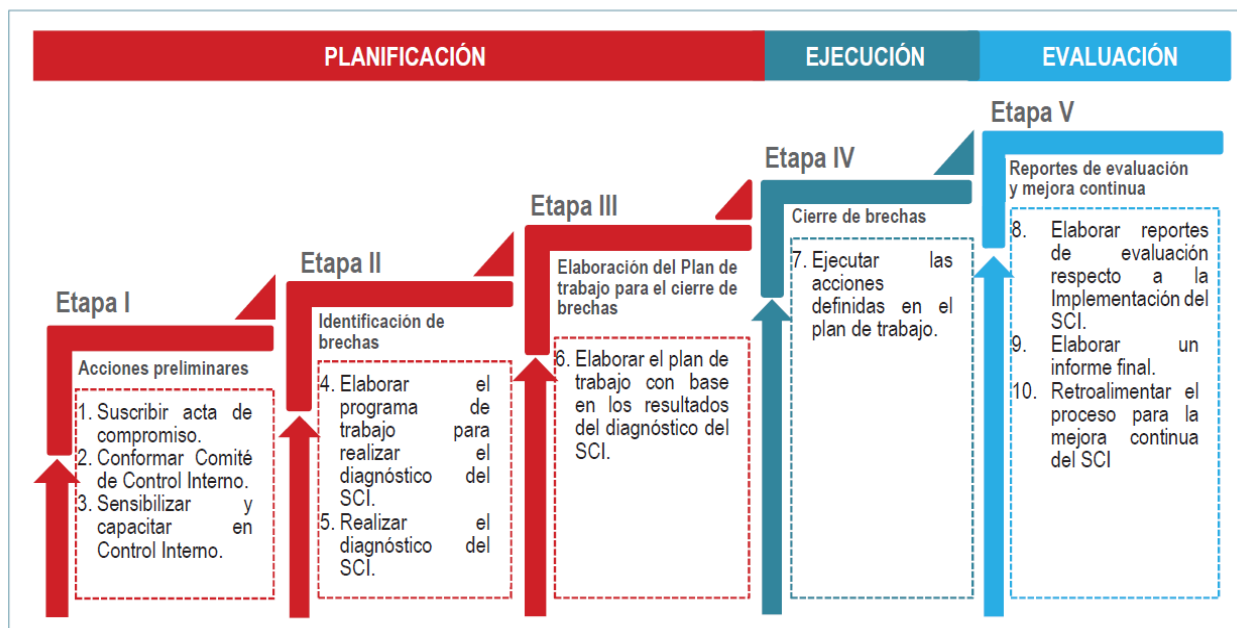 PLANIFICACIÓN
EJECUCIÓN
EVALUACIÓN
Etapa I
Acciones preliminares
1. Suscribir acta de
compromiso.
2. Conformar Comité
de Control Interno.
3. Sensibilizar y
capacitar en
Control Interno.
Etapa II
Identificación de
brechas
4. Elaborar el
programa de
trabajo para
realizar el
diagnóstico del
SCI.
5. Realizar el
diagnóstico del
SCI.
Etapa III
Elaboración del Plan de
trabajo para el cierre de
brechas
6. Elaborar el plan de
trabajo con base
en los resultados
del diagnóstico del
SCI.
Etapa IV
Cierre de brechas
7. Ejecutar las
acciones
definidas en el
plan de trabajo.
Etapa V
Reportes de evaluación
y mejora continua
8. Elaborar reportes
de evaluación
respecto a la
Implementación del
SCI.
9. Elaborar un
informe final.
10. Retroalimentar el
proceso para la
mejora continua
del SCI